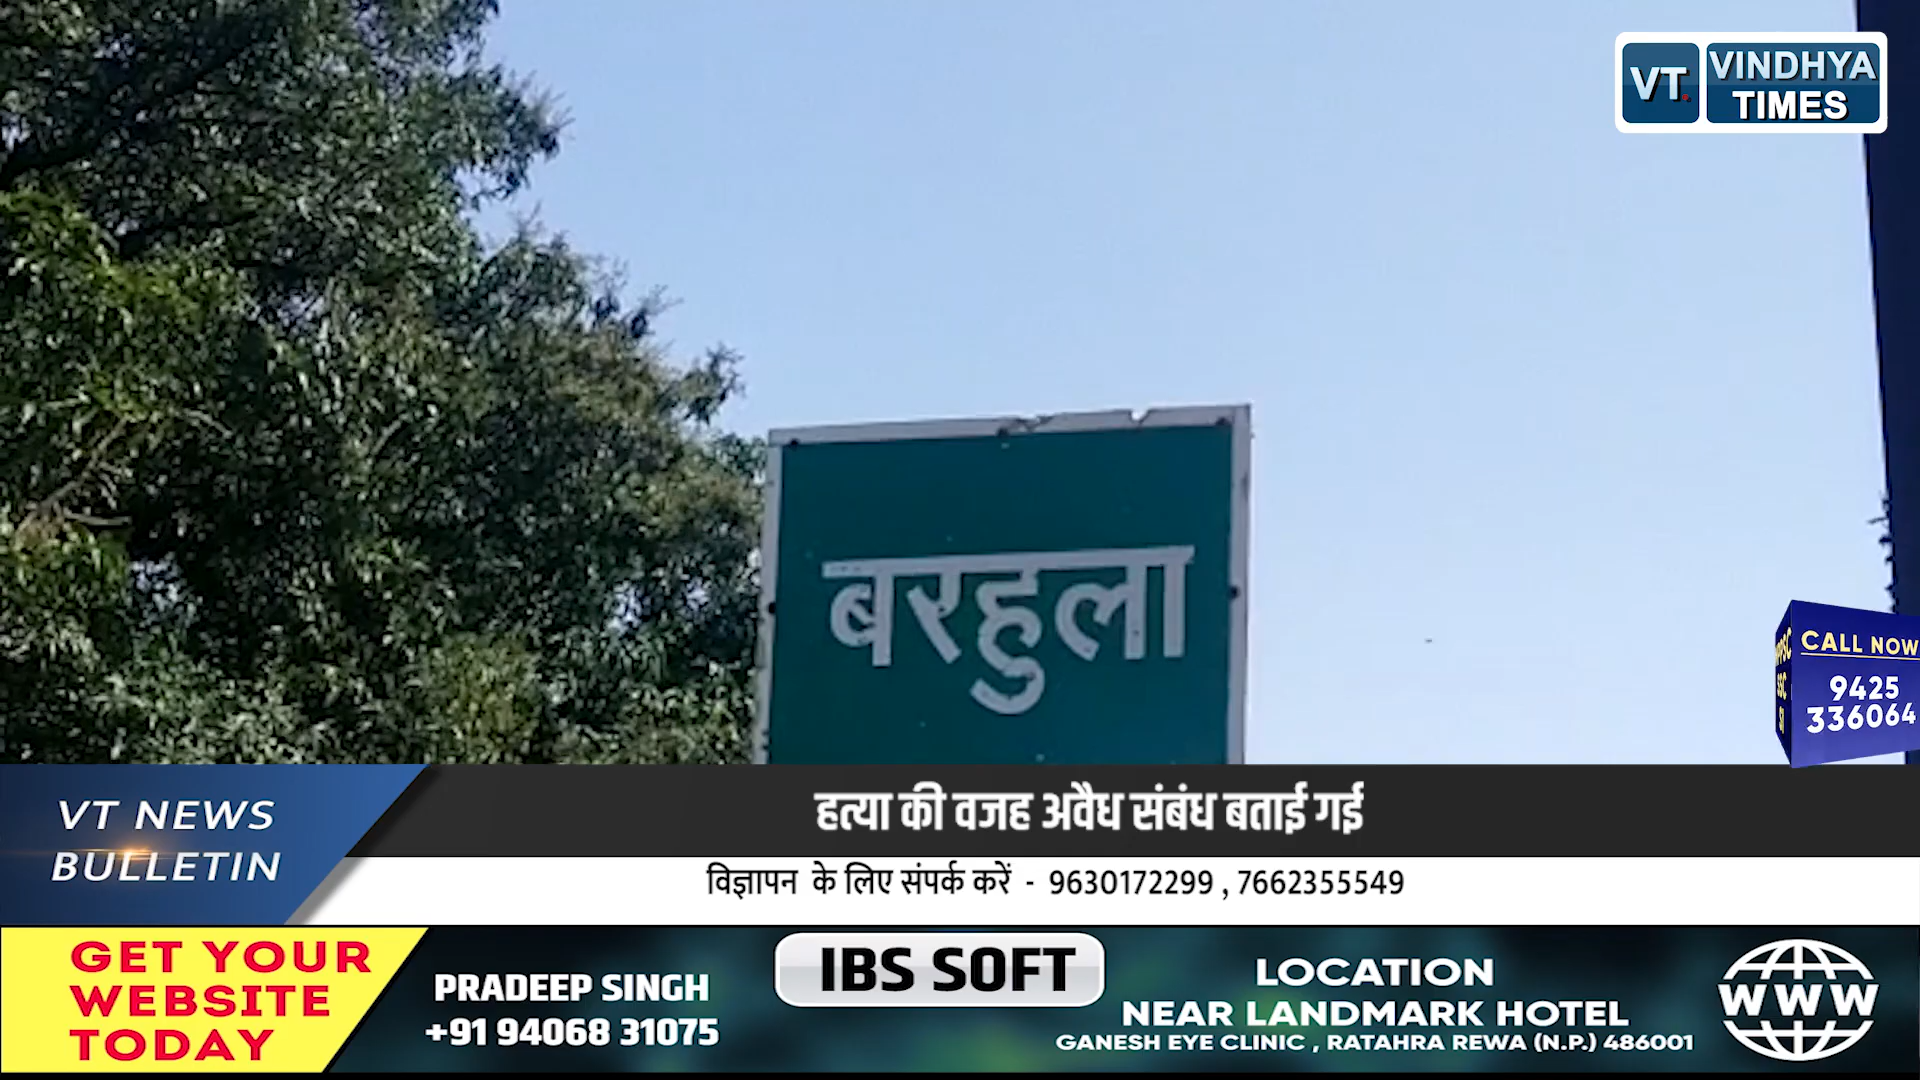 VT.
VINDHYA
TIMES
बरहुला
CALL NOW
9425
336064
SSC
SI
VT NEWS
BULLETIN
हत्या की वजह अवैध संबंध बताई गई
विज्ञापन के लिए संपर्क करें - 9630172299 , 7662355549
GET YOUR
WEBSITE
TODAY
PRADEEP SINGH
+91 94068 31075
IBS SOFT
LOCATION
NEAR LANDMARK HOTEL
GANESH EYE CLINIC , RATAHRA REWA (N.P.) 486001
WWW